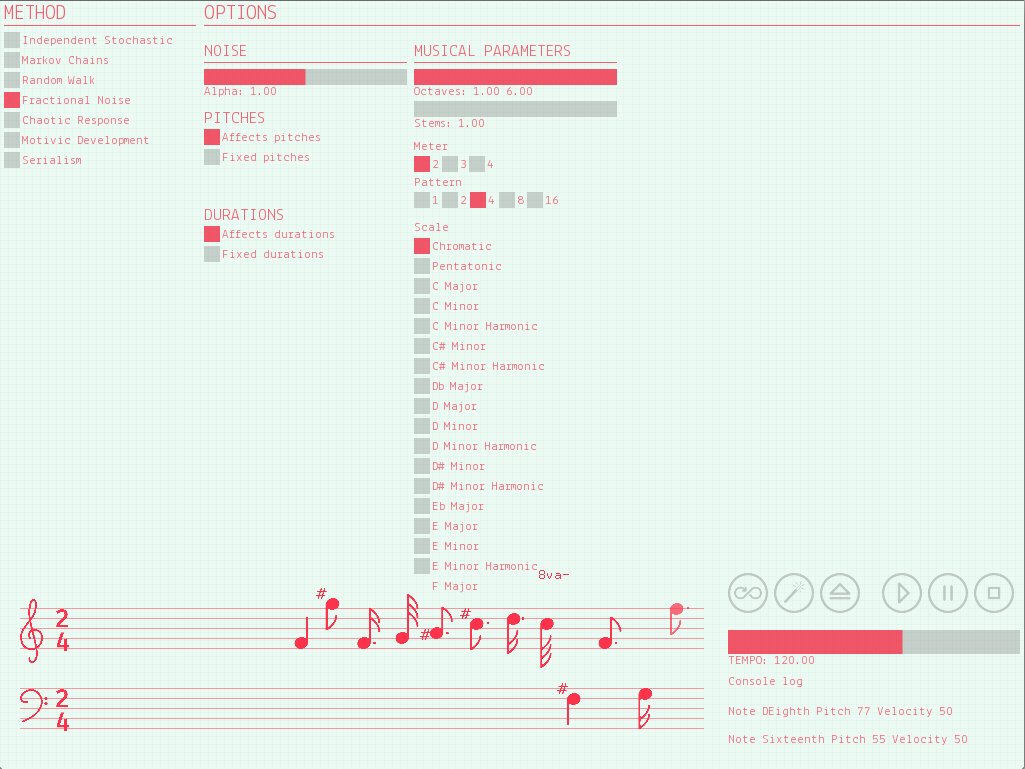 METHOD
Independent Stochastic
Markov Chains
Random Walk
Fractional Noise
Chaotic Response
Motivic Development
Serialism
OPTIONS
NOISE
Alpha: 1.00
PITCHES
Affects pitches
Fixed pitches
DURATIONS
Affects durations
Fixed durations
MUSICAL PARAMETERS
Octaves: 1.00 6.00
Stems: 1.00
Meter
2 3 4
Pattern
1 2 4 8 16
Scale
Chromatic
Pentatonic
C Major
C Minor
C Minor Harmonic
C# Minor
C# Minor Harmonic
Db Major
D Major
D Minor
D Minor Harmonic
D# Minor
D# Minor Harmonic
Eb Major
E Major
E Minor
E Minor Harmonic
F Major
8va-
2
4
2
4
TEMPO: 120.00
Console log
Note DEighth Pitch 77 Velocity 50
Note Sixteenth Pitch 55 Velocity 50